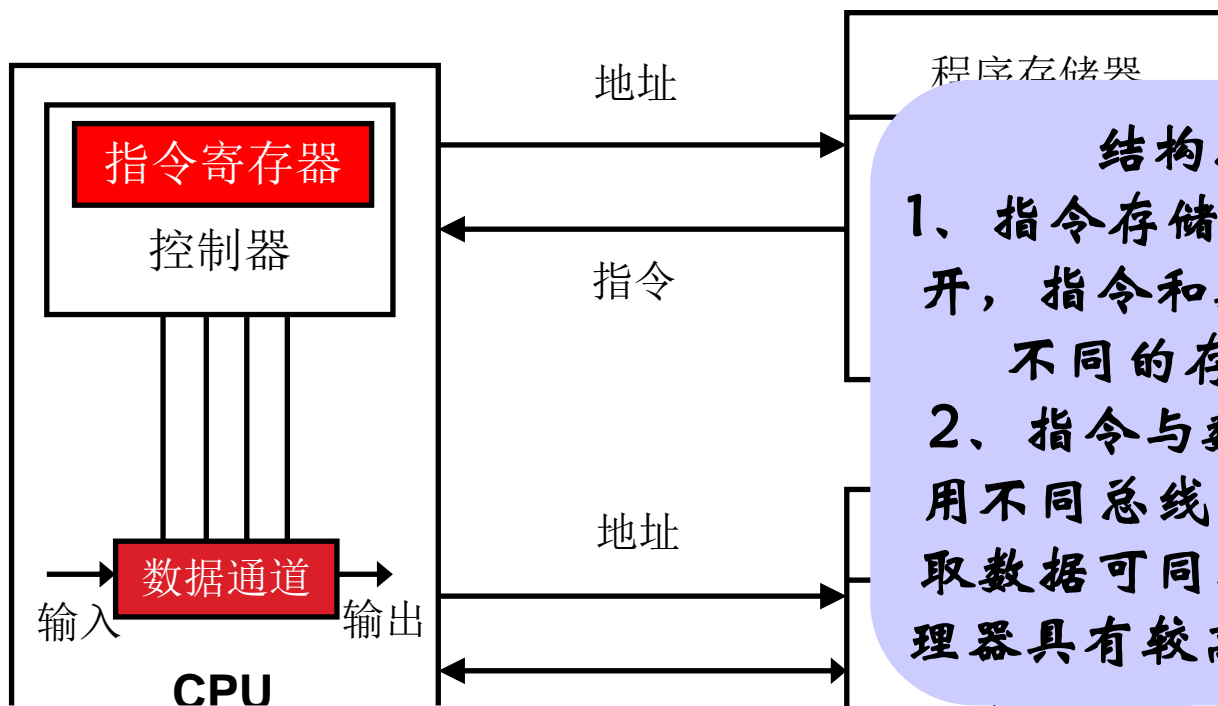 地址
程序存储器
指令寄存器
控制器
指令
地址
数据通道
输入
输出
CPU
结构
1、指令存储
开，指令和
不同的存
2、指令与数
用不同总线
取数据可同
理器具有较高